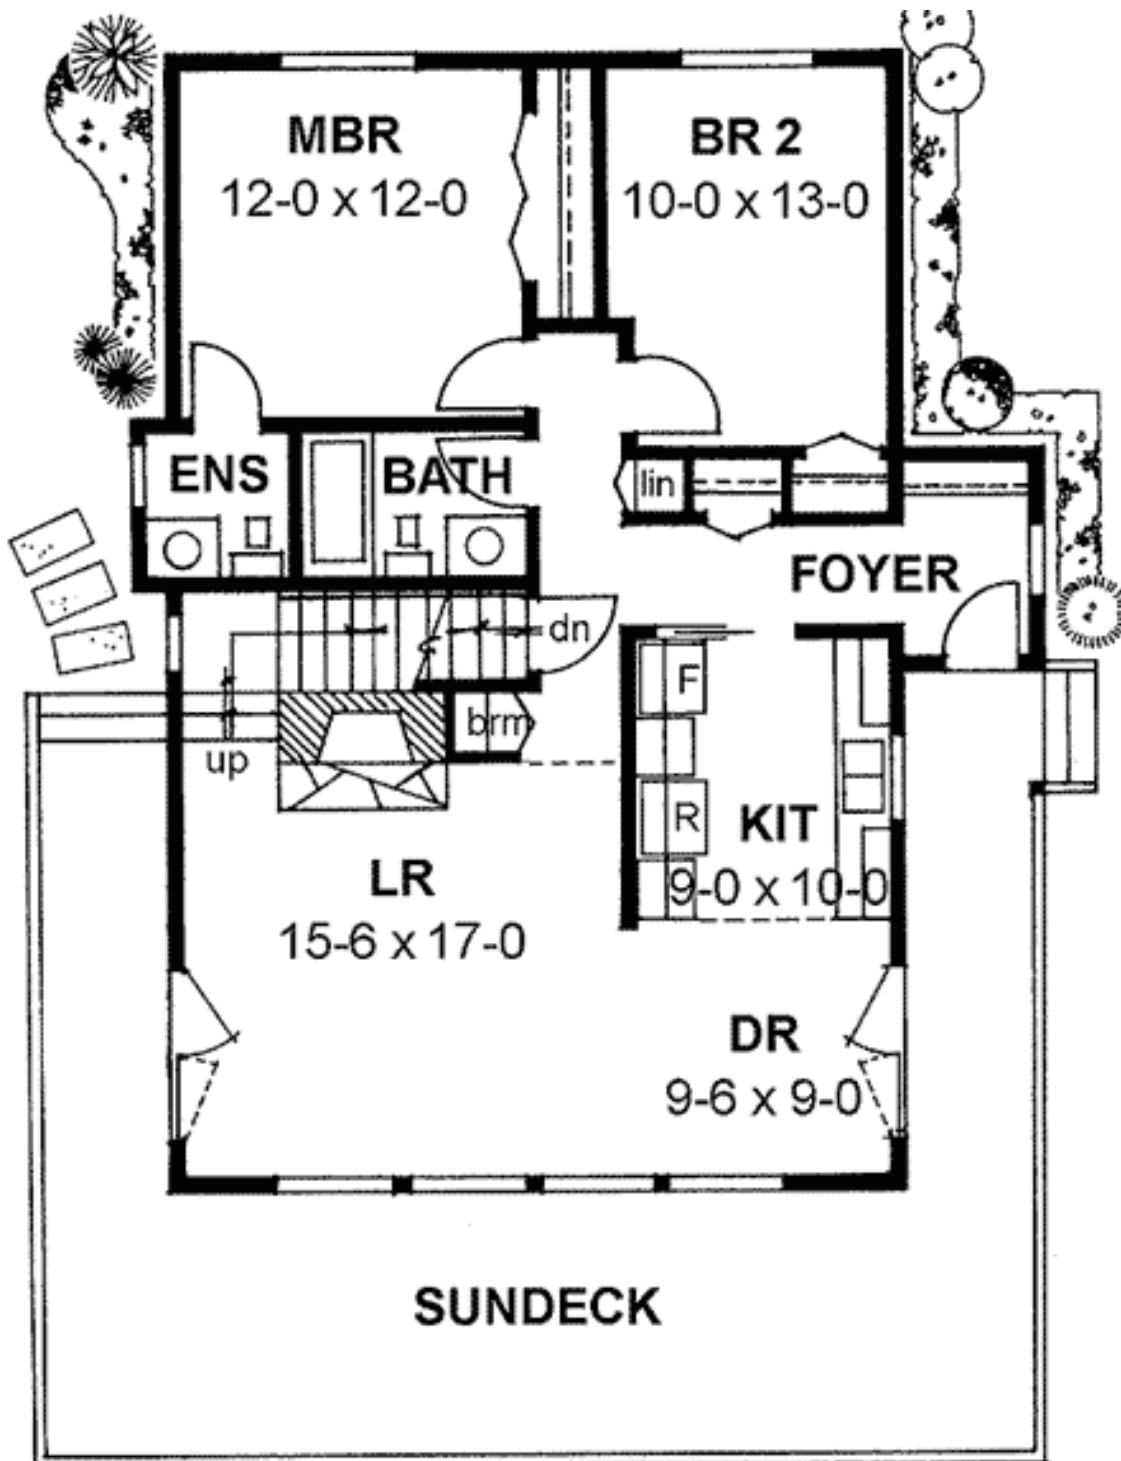 MBR
12-0 x 12-0
BR 2
10-0 x 13-0
ENS
BATH
lin
FOYER
dn
up
brm
F
R
KIT
9-0 x 10-0
LR
15-6 x 17-0
DR
9-6 x 9-0
SUNDECK